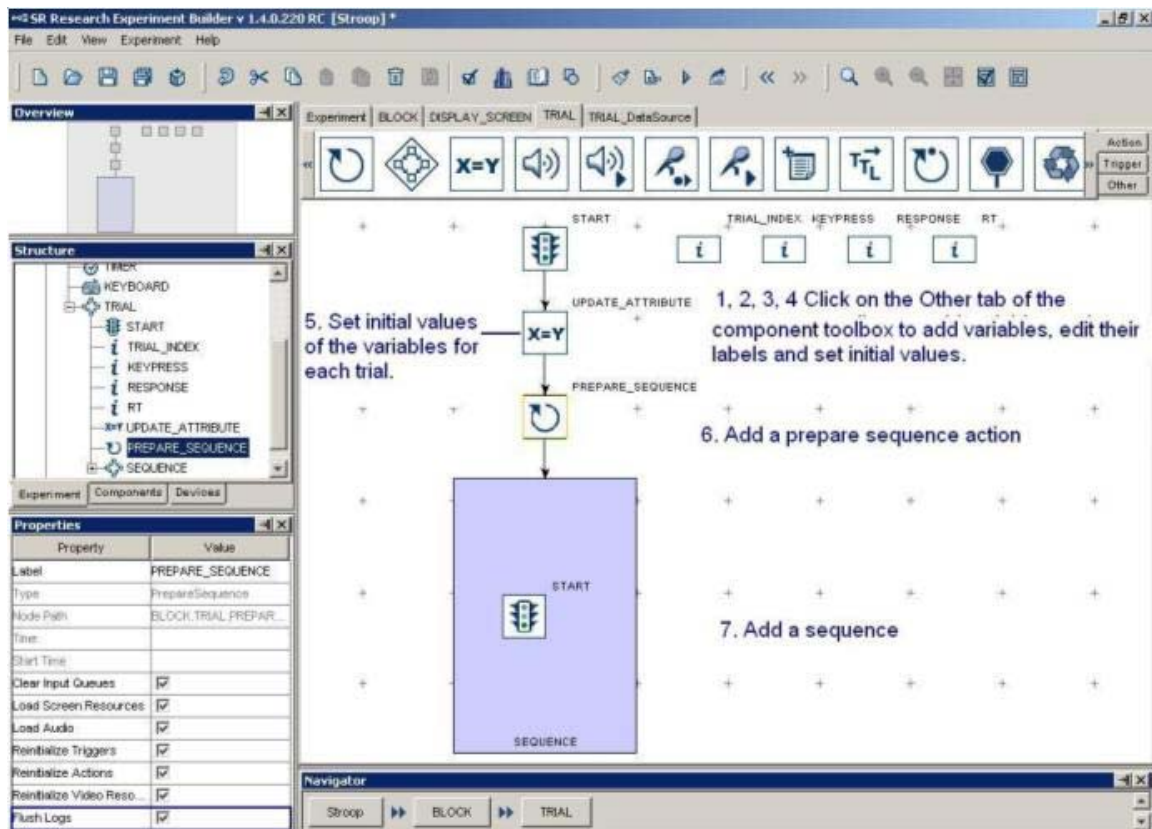 SR Research Experiment Builder v 1.4.0.220 RC [Stroop] *
File Edit View Experiment Help
Overview
Experiment BLOCK DISPLAY_SCREEN TRIAL TRIAL_DataSource
X=Y
TTL
Action
Trigger
Other
Structure
TIMER
KEYBOARD
TRIAL
START
i TRIAL_INDEX
i KEYPRESS
i RESPONSE
i RT
X=Y UPDATE_ATTRIBUTE
PREPARE_SEQUENCE
SEQUENCE
Experiment Components Devices
Properties
Property Value
Label PREPARE_SEQUENCE
Type PrepareSequence
Node Path BLOCK.TRIAL.PREPAR...
Time
Start Time
Clear Input Queues
Load Screen Resources
Load Audio
Reinitialize Triggers
Reinitialize Actions
Reinitialize Video Reso...
Flush Logs
START
TRIAL_INDEX KEYPRESS RESPONSE RT
i i i i
UPDATE_ATTRIBUTE
X=Y
5. Set initial values
of the variables for
each trial.
1, 2, 3, 4 Click on the Other tab of the
component toolbox to add variables, edit their
labels and set initial values.
PREPARE_SEQUENCE
6. Add a prepare sequence action
START
7. Add a sequence
SEQUENCE
Navigator
Stroop BLOCK TRIAL